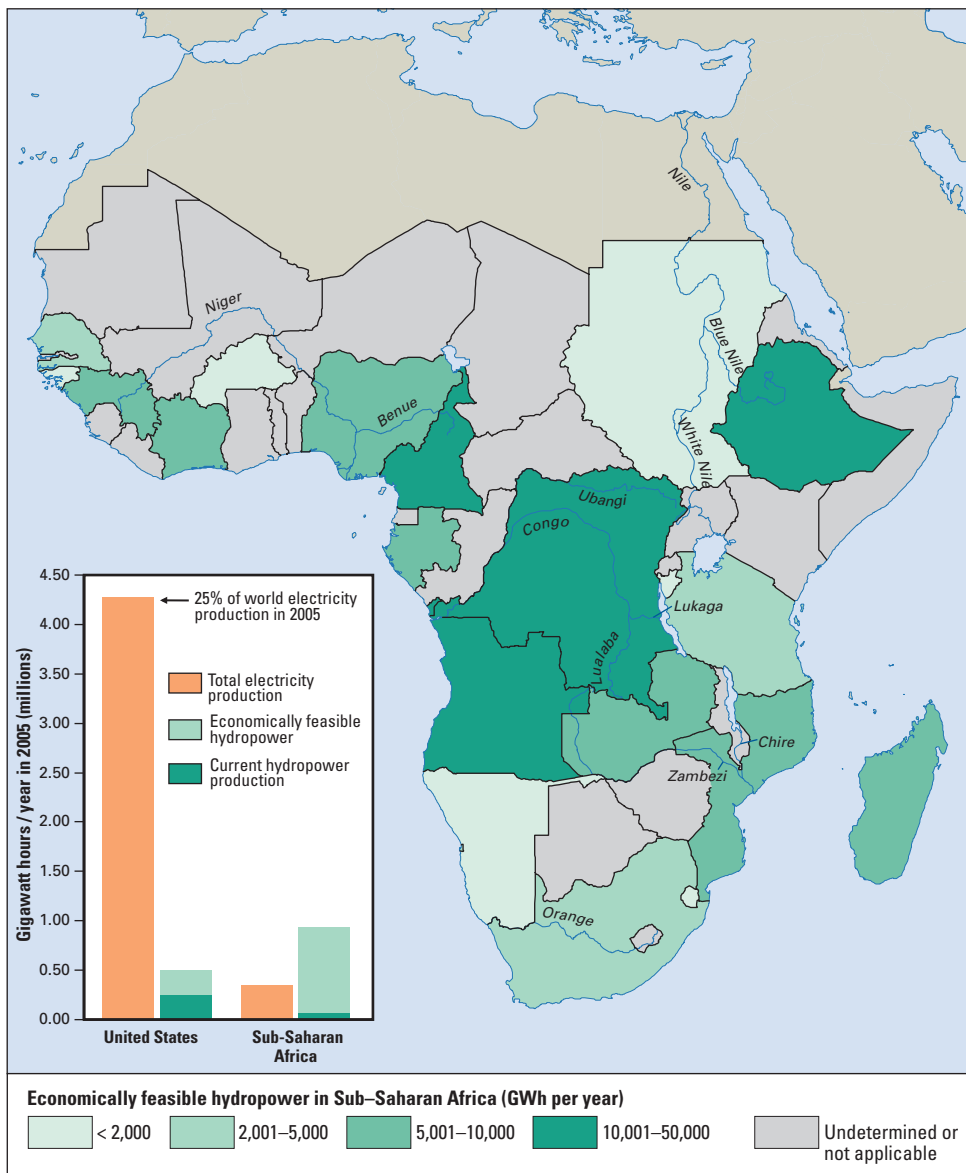 Nile
Niger
Blue Nile
Benue
White Nile
Ubangi
Congo
Lukaga
Lualaba
Chire
Zambezi
Orange
Gigawatt hours / year in 2005 (millions)
4.50
4.00
3.50
3.00
2.50
2.00
1.50
1.00
0.50
0.00
25% of world electricity
production in 2005
Total electricity
production
Economically feasible
hydropower
Current hydropower
production
United States
Sub-Saharan
Africa
Economically feasible hydropower in Sub–Saharan Africa (GWh per year)
< 2,000
2,001–5,000
5,001–10,000
10,001–50,000
Undetermined or
not applicable